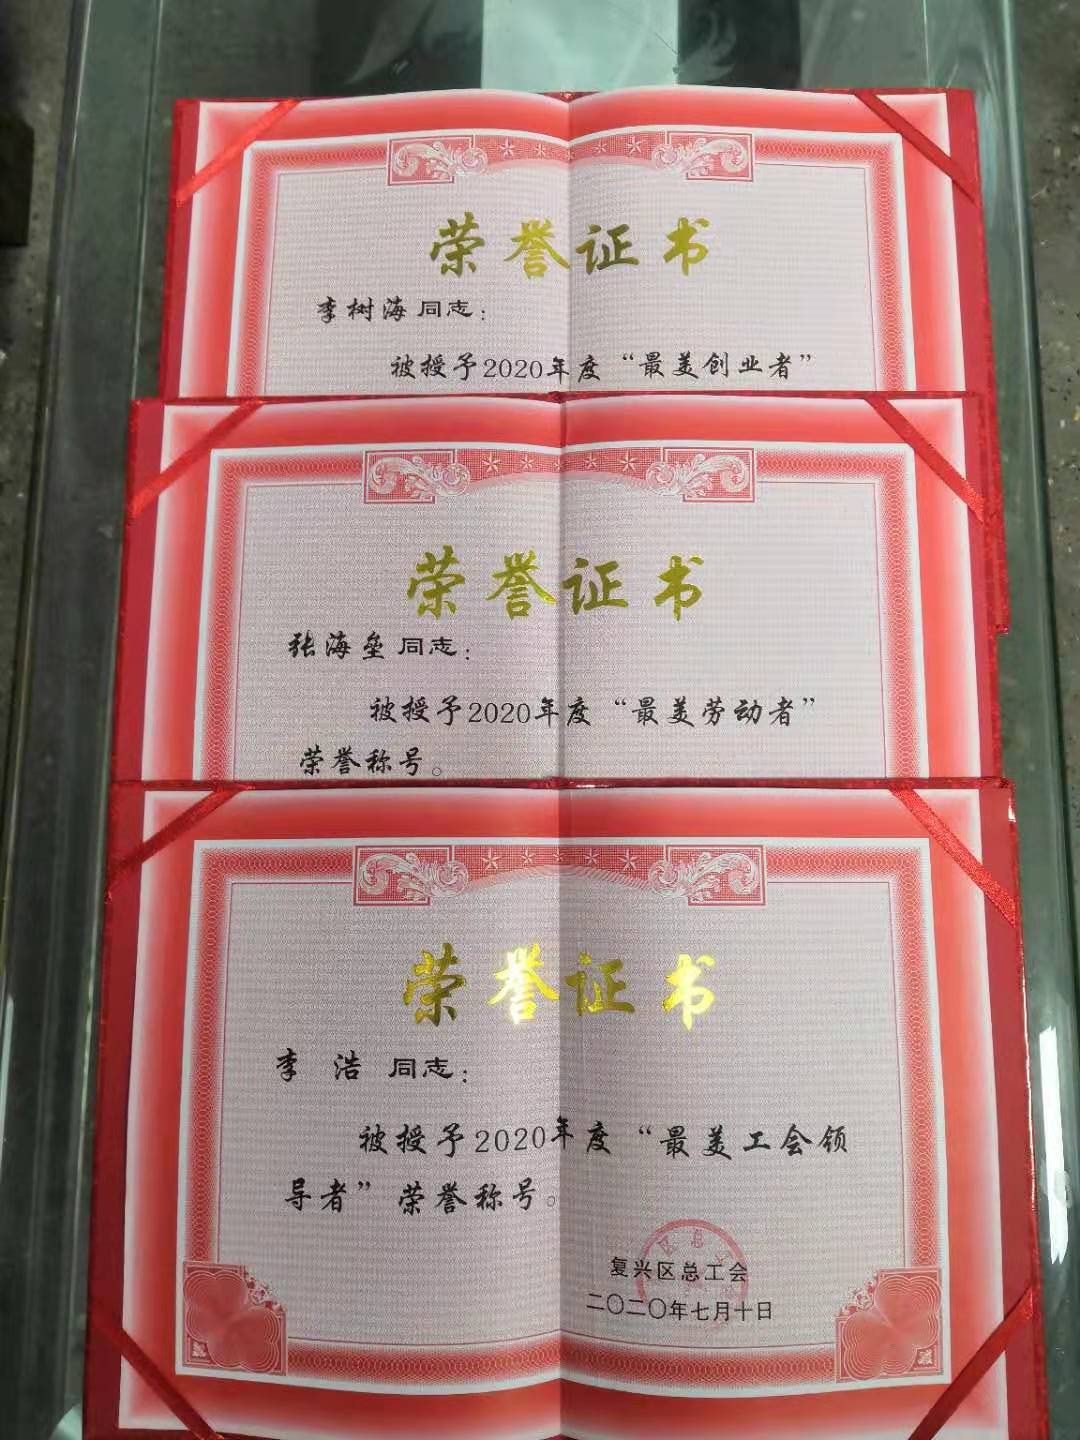 荣誉证书
李树海同志：
被授予2020年度“最美创业者”
荣誉证书
张海垒同志：
被授予2020年度“最美劳动者”
荣誉称号。
荣誉证书
李 浩 同志：
被授予2020年度“最美工会领
导者”荣誉称号。
复兴区总工会
二〇二〇年七月十日